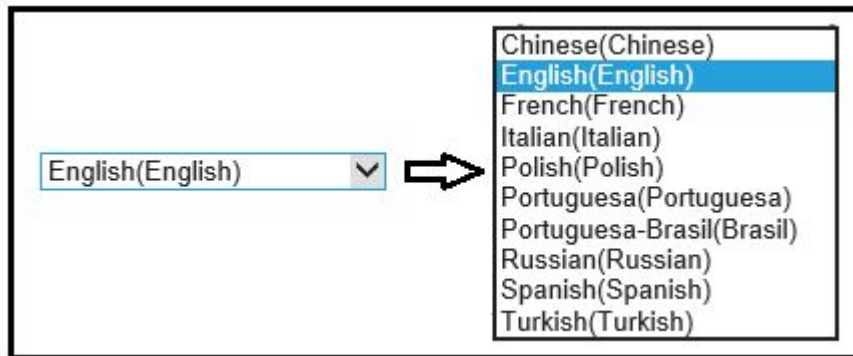 English(English)
Chinese(Chinese)
English(English)
French(French)
Italian(Italian)
Polish(Polish)
Portuguesa(Portuguesa)
Portuguesa-Brasil(Brasil)
Russian(Russian)
Spanish(Spanish)
Turkish(Turkish)